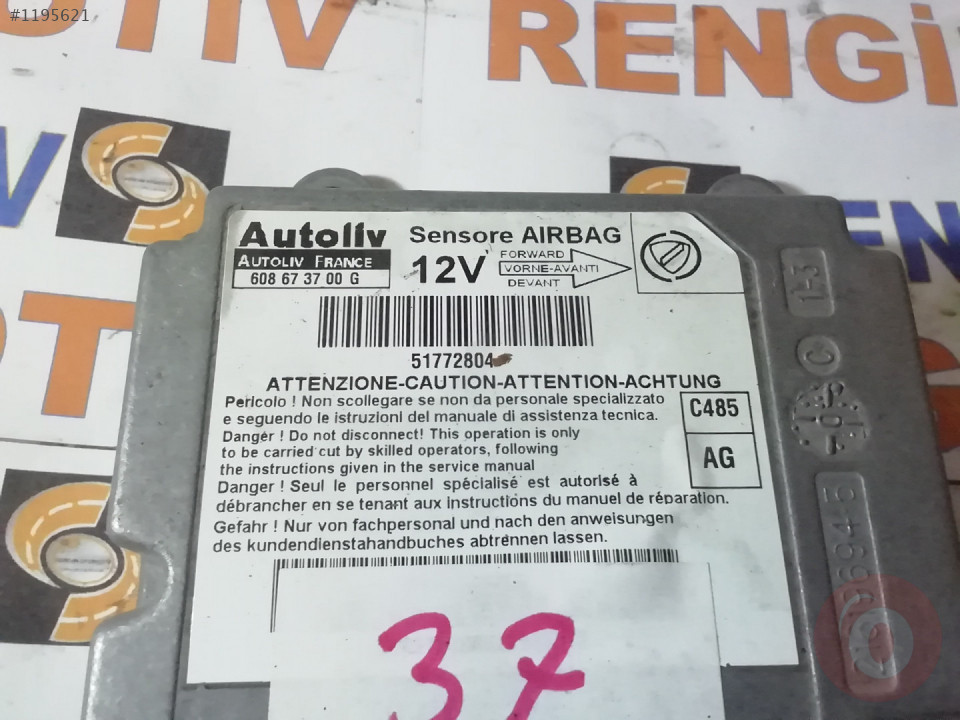 #1195621
OTİV RENGİ
Autoliv
AUTOLIV FRANCE
608 67 37 00 G
Sensore AIRBAG
12V
FORWARD
VORNE-AVANTI
DEVANT
51772804
ATTENZIONE-CAUTION-ATTENTION-ACHTUNG
Pericolo ! Non scollegare se non da personale specializzato
e seguendo le istruzioni del manuale di assistenza tecnica.
Danger ! Do not disconnect! This operation is only
to be carried cut by skilled operators, following
the instructions given in the service manual
Danger ! Seul le personnel spécialisé est autorisé à
débrancher en se tenant aux instructions du manuel de réparation.
Gefahr ! Nur von fachpersonal und nach den anweisungen
des kundendienstahandbuches abtrënnen lassen.
C485
AG
37